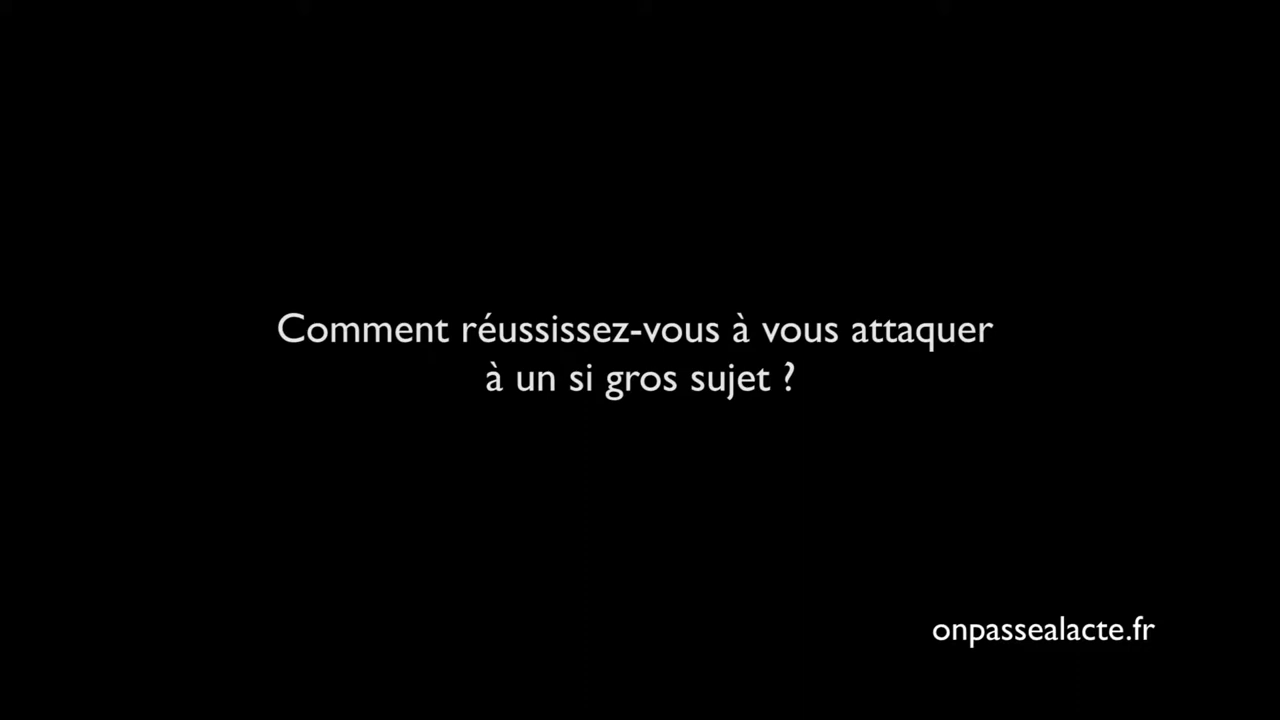 Comment réussissez-vous à vous attaquer
à un si gros sujet ?
onpassealacte.fr